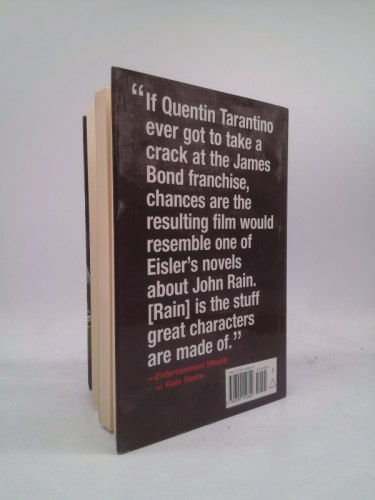 “If Quentin Tarantino
ever got to take a
crack at the James
Bond franchise,
chances are the
resulting film would
resemble one of
Eisler’s novels
about John Rain.
[Rain] is the stuff
great characters
are made of.”
—Entertainment Weekly
on Rain Storm